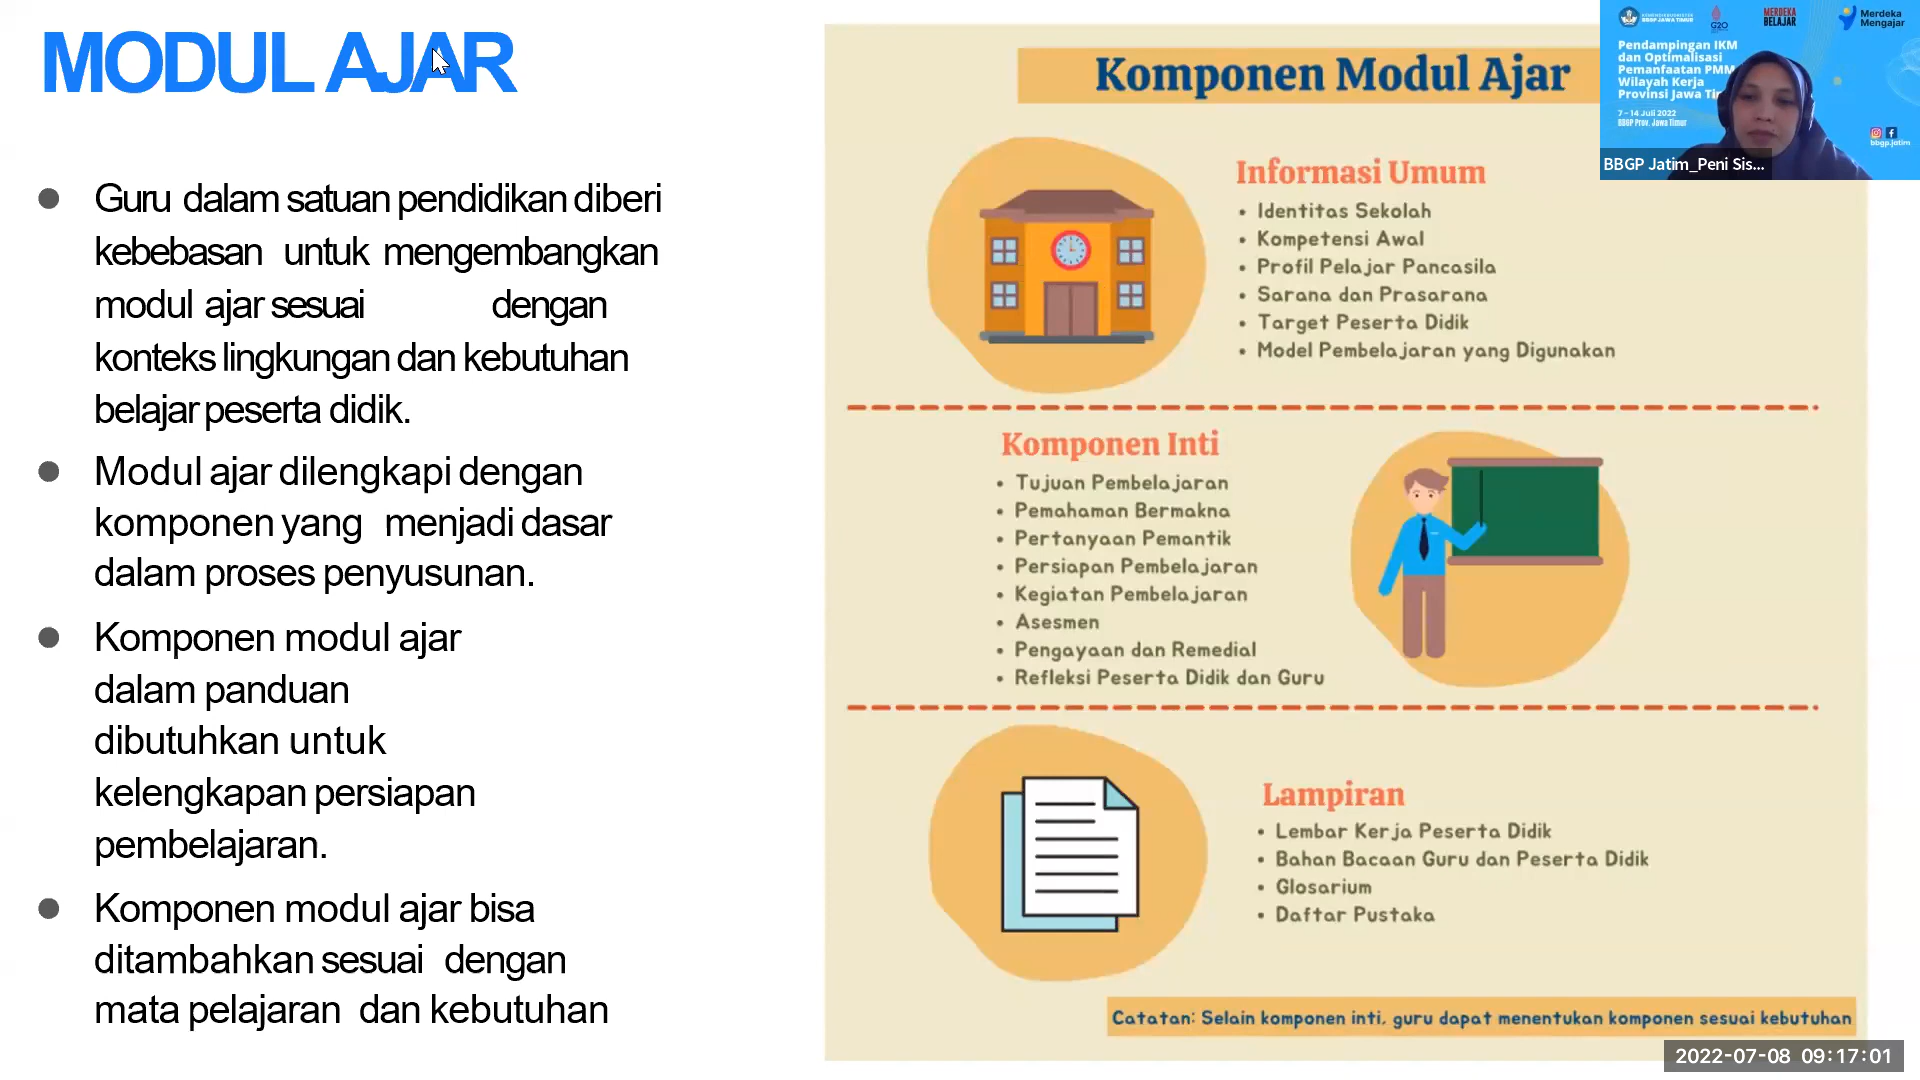 MODUL AJAR
Guru dalam satuan pendidikan diberi
kebebasan untuk mengembangkan
modul ajar sesuai dengan
konteks lingkungan dan kebutuhan
belajar peserta didik.
Modul ajar dilengkapi dengan
komponen yang menjadi dasar
dalam proses penyusunan.
Komponen modul ajar
dalam panduan
dibutuhkan untuk
kelengkapan persiapan
pembelajaran.
Komponen modul ajar bisa
ditambahkan sesuai dengan
mata pelajaran dan kebutuhan
Komponen Modul Ajar
Informasi Umum
Identitas Sekolah
Kompetensi Awal
Profil Pelajar Pancasila
Sarana dan Prasarana
Target Peserta Didik
Model Pembelajaran yang Digunakan
Komponen Inti
Tujuan Pembelajaran
Pemahaman Bermakna
Pertanyaan Pemantik
Persiapan Pembelajaran
Kegiatan Pembelajaran
Asesmen
Pengayaan dan Remedial
Refleksi Peserta Didik dan Guru
Lampiran
Lembar Kerja Peserta Didik
Bahan Bacaan Guru dan Peserta Didik
Glosarium
Daftar Pustaka
Catatan: Selain komponen inti, guru dapat menentukan komponen sesuai kebutuhan
BBGP JAWA TIMUR
G20
MERDEKA
BELAJAR
Merdeka
Mengajar
Pendampingan IKM
dan Optimalisasi
Pemanfaatan PMM
Wilayah Kerja
Provinsi Jawa
7 - 14 Juli 2022
BBGP Prov. Jawa Timur
bbgp.jatim
BBGP Jatim_Peni Sis...
2022-07-08 09:17:01